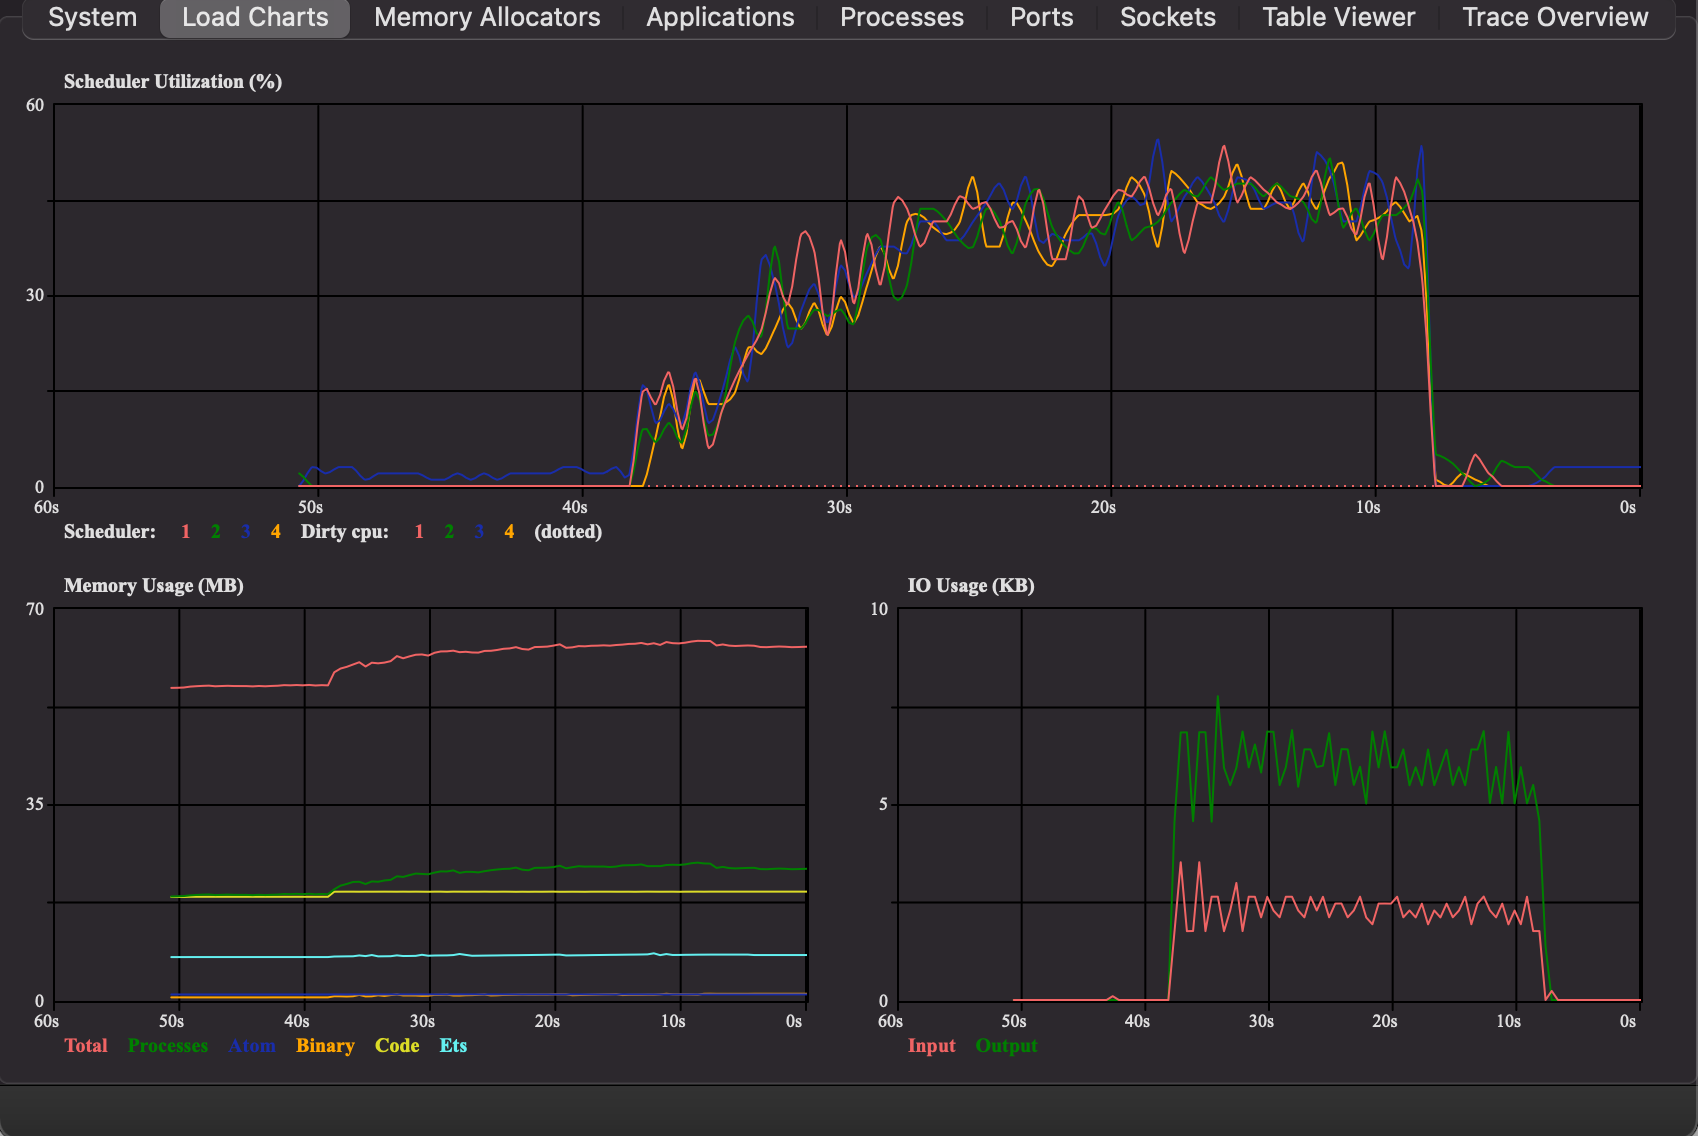 System Load Charts Memory Allocators Applications Processes Ports Sockets Table Viewer Trace Overview
Scheduler Utilization (%)
60
30
0
60s 50s 40s 30s 20s 10s 0s
Scheduler: 1 2 3 4 Dirty cpu: 1 2 3 4 (dotted)
Memory Usage (MB)
70
35
0
60s 50s 40s 30s 20s 10s 0s
Total Processes Atom Binary Code Ets
IO Usage (KB)
10
5
0
60s 50s 40s 30s 20s 10s 0s
Input Output